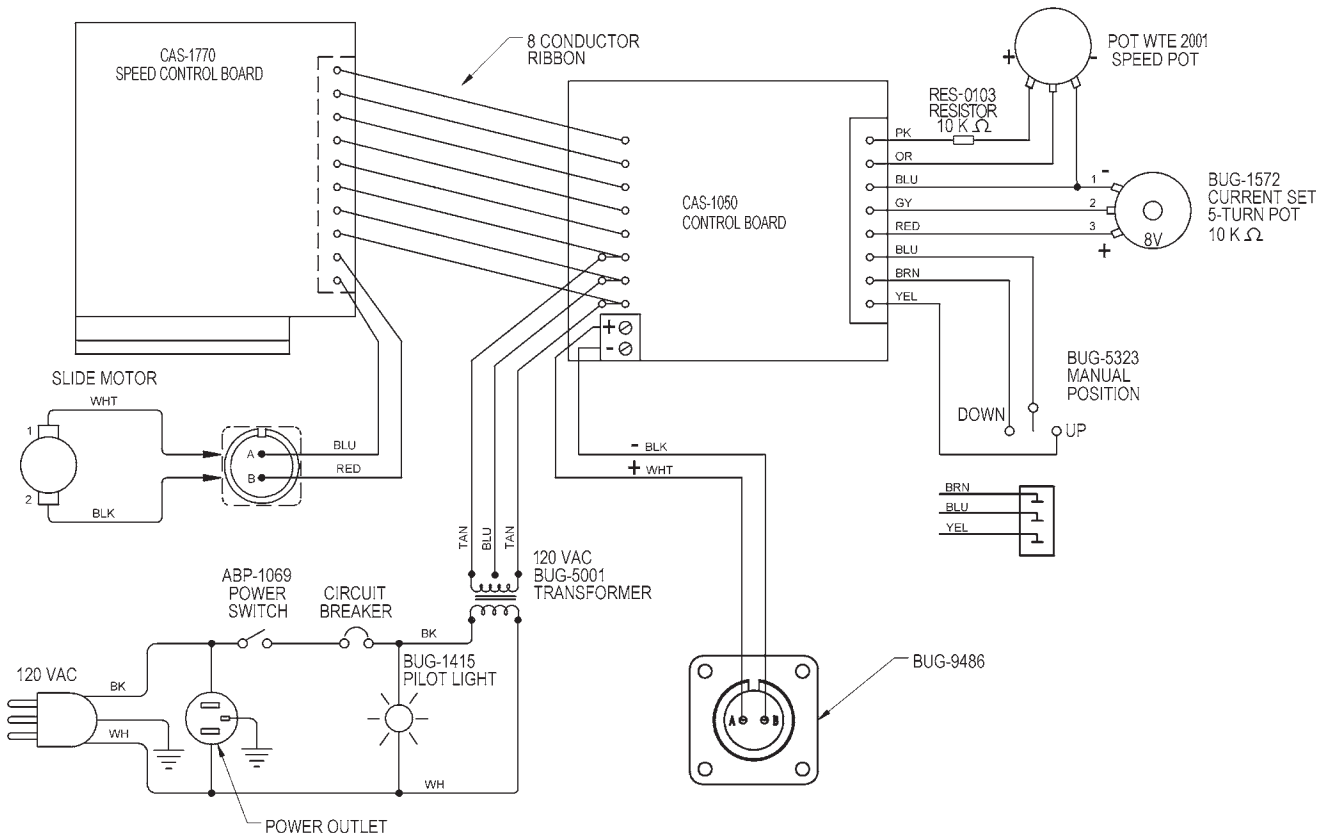 CAS-1770
SPEED CONTROL BOARD
8 CONDUCTOR
RIBBON
POT WTE 2001
SPEED POT
+
-
RES-0103
RESISTOR
10 K Ω
PK
OR
BLU
GY
RED
BLU
BRN
YEL
1
2
3
-
+
8V
BUG-1572
CURRENT SET
5-TURN POT
10 K Ω
CAS-1050
CONTROL BOARD
+
-
BUG-5323
MANUAL
POSITION
DOWN
UP
BRN
BLU
YEL
SLIDE MOTOR
WHT
1
2
BLK
A
B
BLU
RED
- BLK
+ WHT
TAN
BLU
TAN
120 VAC
BUG-5001
TRANSFORMER
ABP-1069
POWER
SWITCH
CIRCUIT
BREAKER
BK
BUG-1415
PILOT LIGHT
120 VAC
BK
WH
WH
POWER OUTLET
BUG-9486
A
B